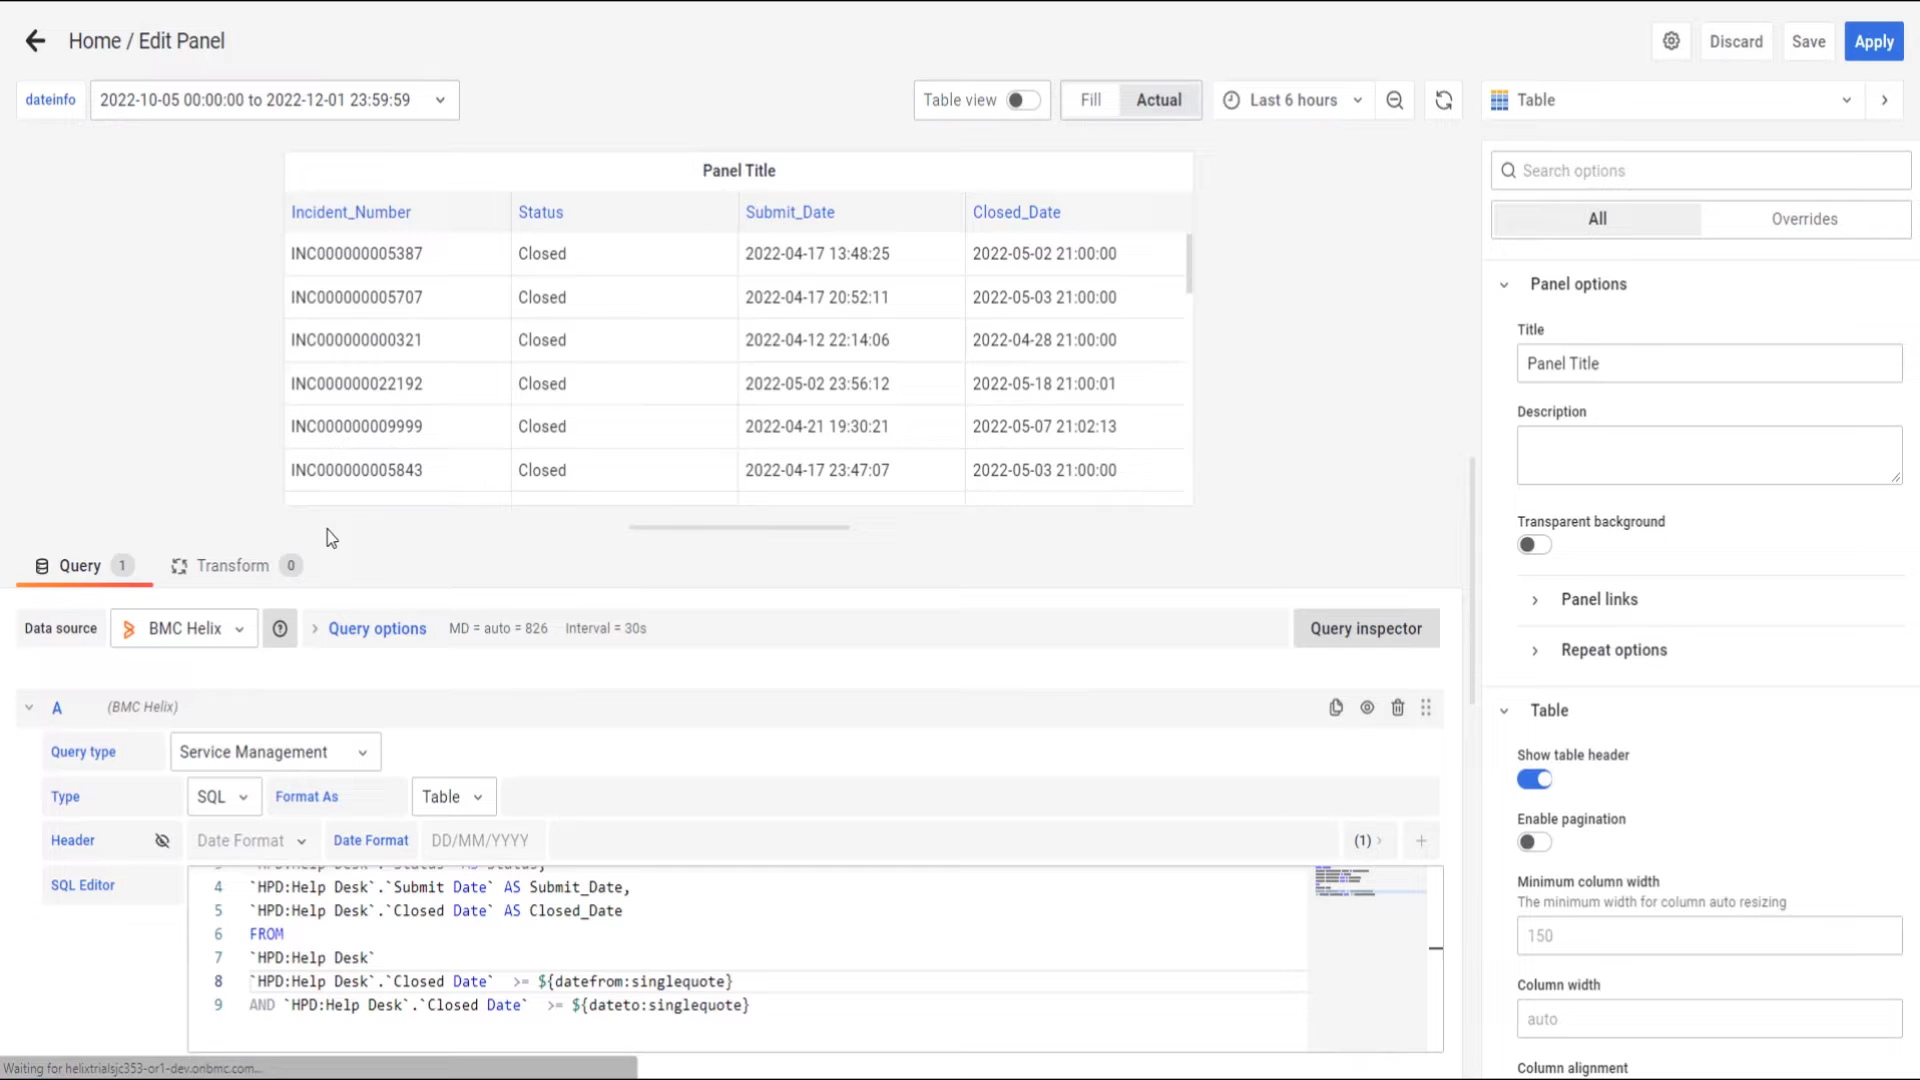 Home / Edit Panel
Discard
Save
Apply
dateinfo
2022-10-05 00:00:00 to 2022-12-01 23:59:59
Table view
Fill
Actual
Last 6 hours
Table
Panel Title
Search options
All
Overrides
Incident_Number Status Submit_Date Closed_Date
INC000000005387 Closed 2022-04-17 13:48:25 2022-05-02 21:00:00
INC000000005707 Closed 2022-04-17 20:52:11 2022-05-03 21:00:00
INC000000000321 Closed 2022-04-12 22:14:06 2022-04-28 21:00:00
INC000000022192 Closed 2022-05-02 23:56:12 2022-05-18 21:00:01
INC000000009999 Closed 2022-04-21 19:30:21 2022-05-07 21:02:13
INC000000005843 Closed 2022-04-17 23:47:07 2022-05-03 21:00:00
Panel options
Title
Panel Title
Description
Transparent background
Panel links
Repeat options
Table
Show table header
Enable pagination
Minimum column width
The minimum width for column auto resizing
150
Column width
auto
Column alignment
Query 1
Transform 0
Data source
BMC Helix
Query options
MD = auto = 826 Interval = 30s
Query inspector
A (BMC Helix)
Query type
Service Management
Type
SQL
Format As
Table
Header
Date Format
Date Format
DD/MM/YYYY
(1)
SQL Editor
4 `HPD:Help Desk`.`Submit Date` AS Submit_Date,
5 `HPD:Help Desk`.`Closed Date` AS Closed_Date
6 FROM
7 `HPD:Help Desk`
8 `HPD:Help Desk`.`Closed Date` >= ${datefrom:singlequote}
9 AND `HPD:Help Desk`.`Closed Date` >= ${dateto:singlequote}
Waiting for helixtrialsjc353-or1-dev.onbmc.com...